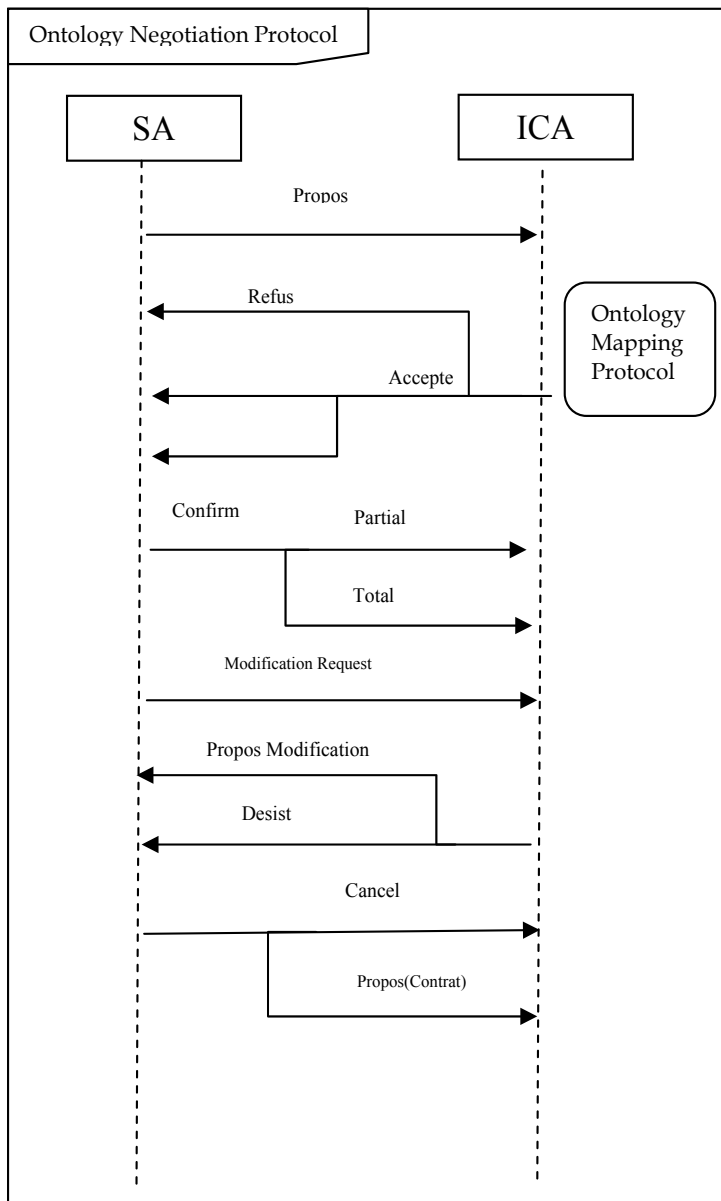 Ontology Negotiation Protocol
SA
ICA
Propos
Refus
Ontology
Mapping
Protocol
Accepte
Confirm
Partial
Total
Modification Request
Propos Modification
Desist
Cancel
Propos(Contrat)